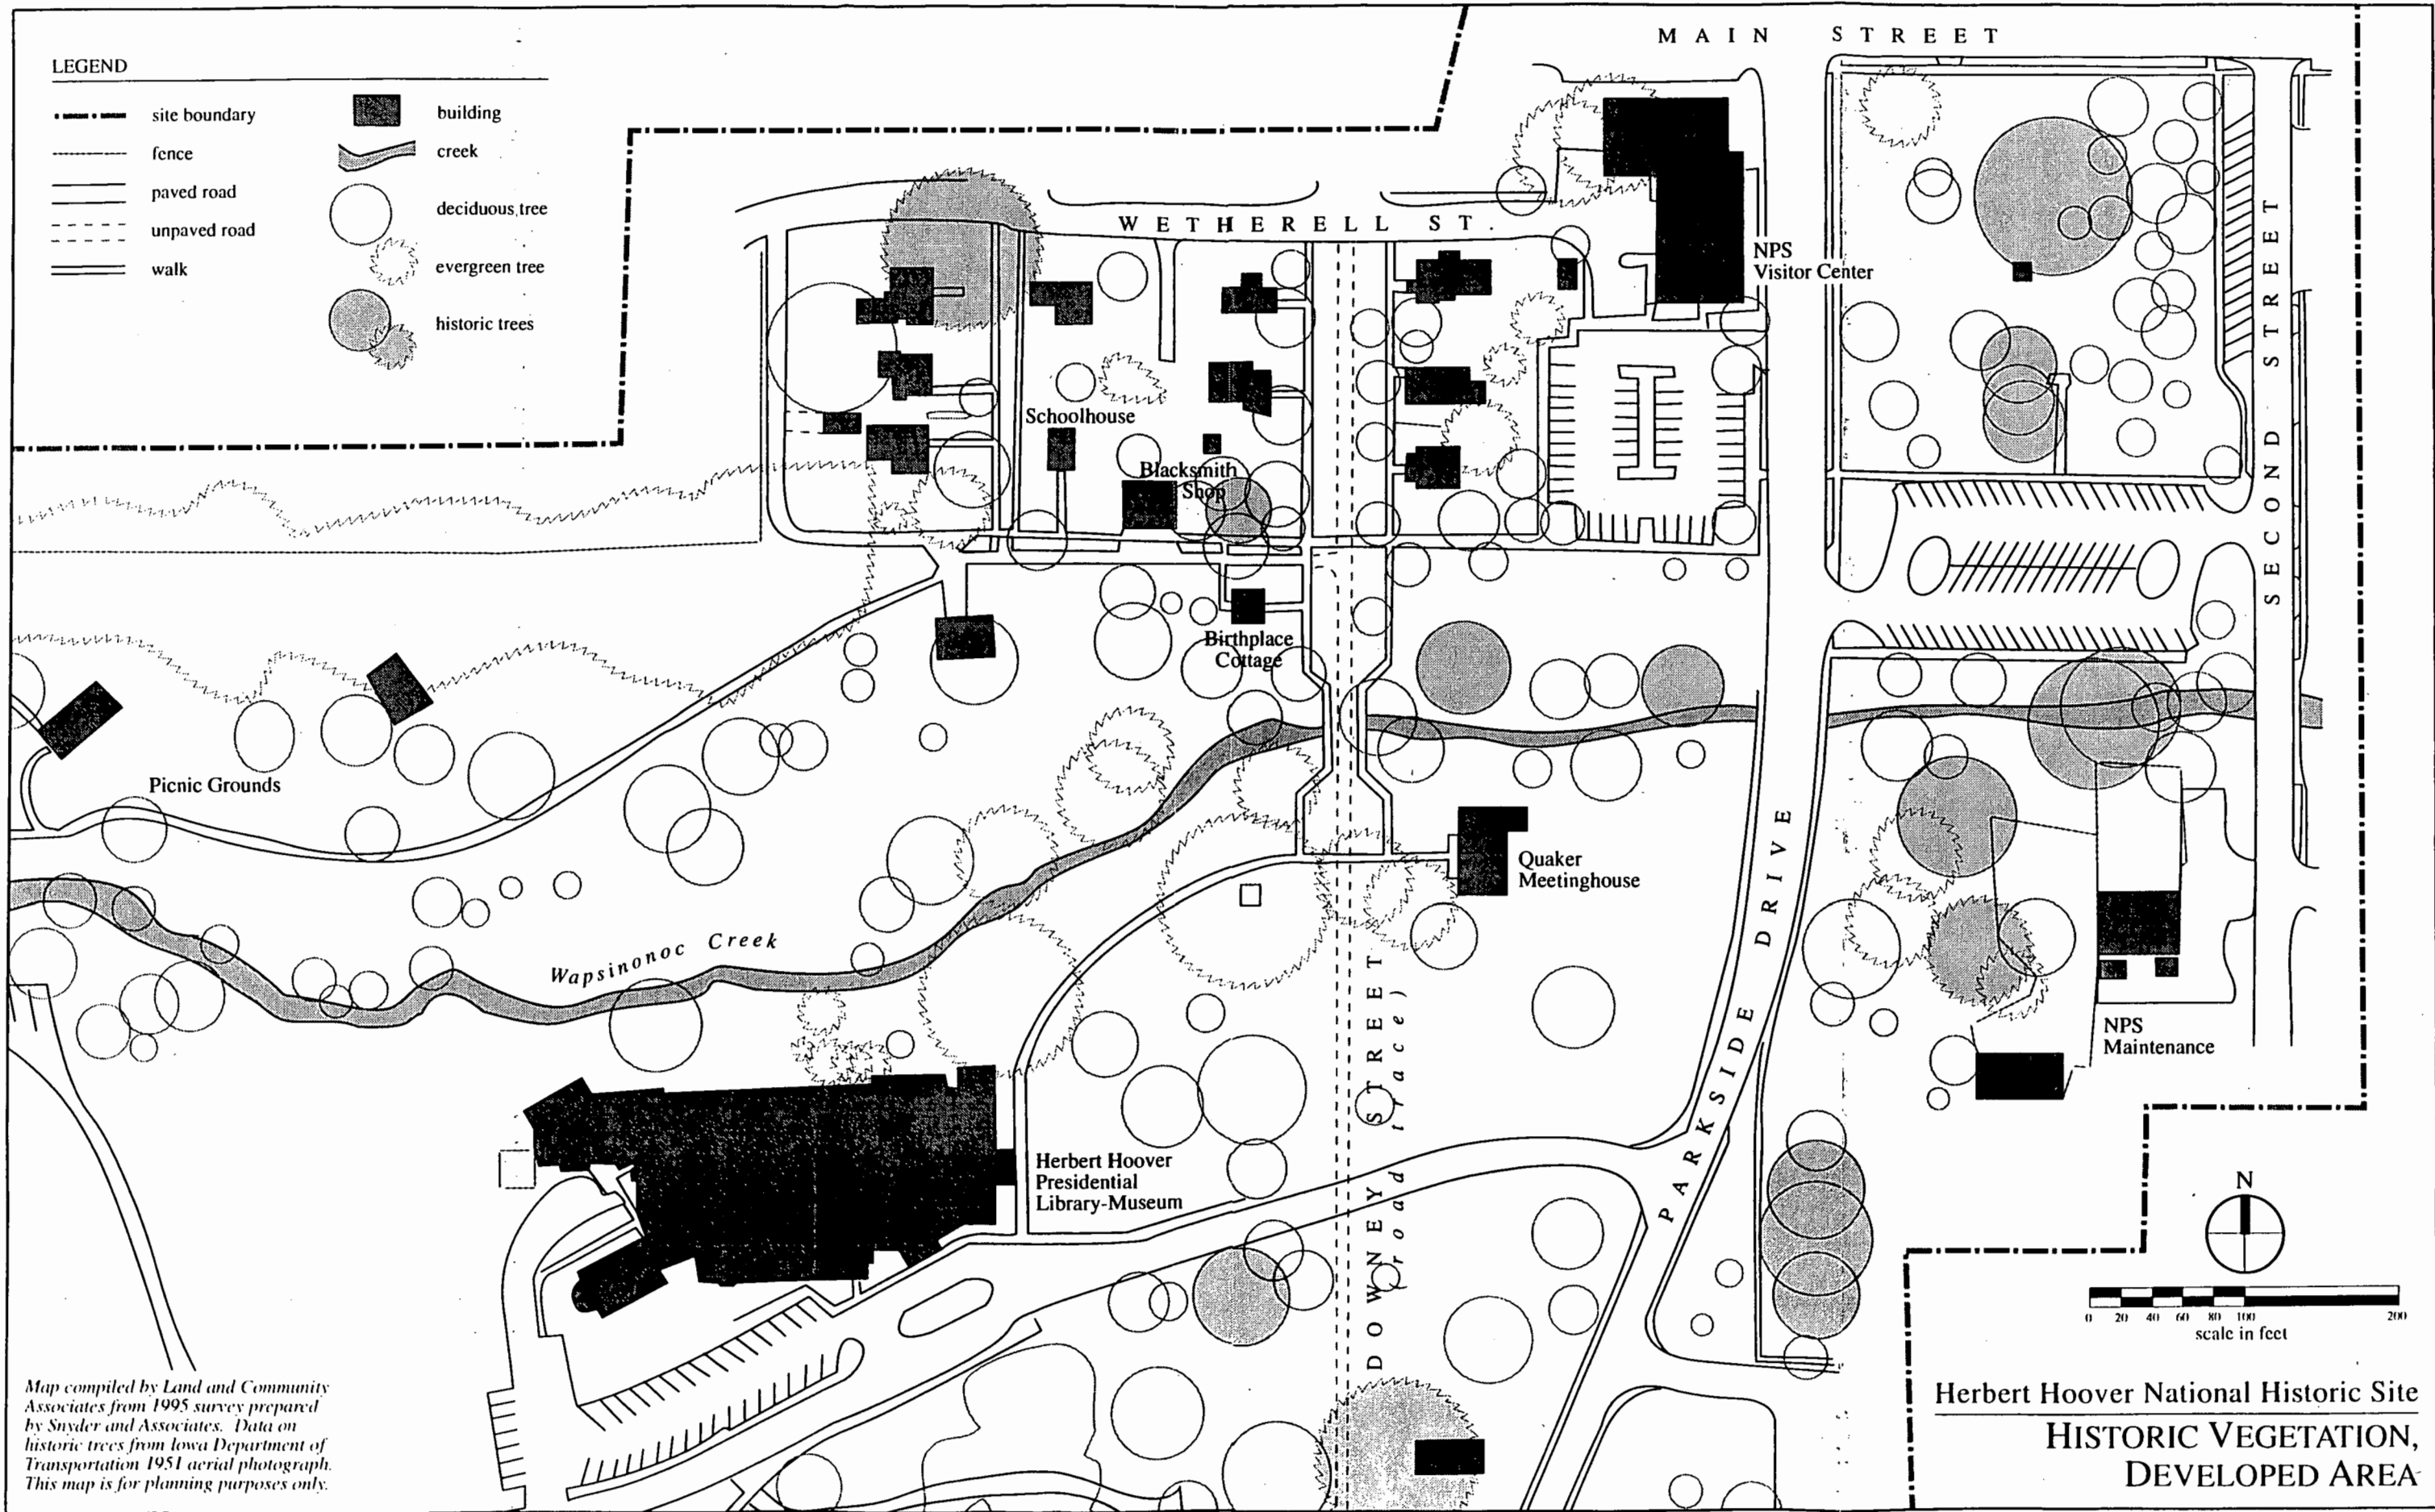 MAIN STREET
LEGEND
site boundary
fence
paved road
unpaved road
walk
building
creek
deciduous tree
evergreen tree
historic trees
WETHERELL ST.
NPS
Visitor Center
SECOND STREET
Schoolhouse
Blacksmith
Shop
Birthplace
Cottage
Picnic Grounds
Quaker
Meetinghouse
Wapsinonoc Creek
PARKSIDE DRIVE
DOWNEY STREET
(road trace)
NPS
Maintenance
Herbert Hoover
Presidential
Library-Museum
N
0 20 40 60 80 100 200
scale in feet
Map compiled by Land and Community
Associates from 1995 survey prepared
by Snyder and Associates. Data on
historic trees from Iowa Department of
Transportation 1951 aerial photograph.
This map is for planning purposes only.
Herbert Hoover National Historic Site
HISTORIC VEGETATION,
DEVELOPED AREA